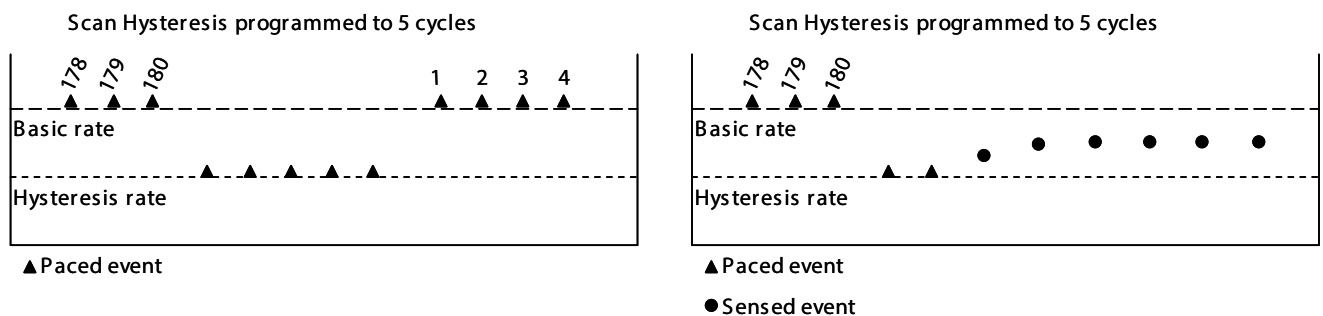 Scan Hysteresis programmed to 5 cycles
178 179 180 1 2 3 4
Basic rate
Hysteresis rate
Paced event
Scan Hysteresis programmed to 5 cycles
178 179 180
Basic rate
Hysteresis rate
Paced event
Sensed event